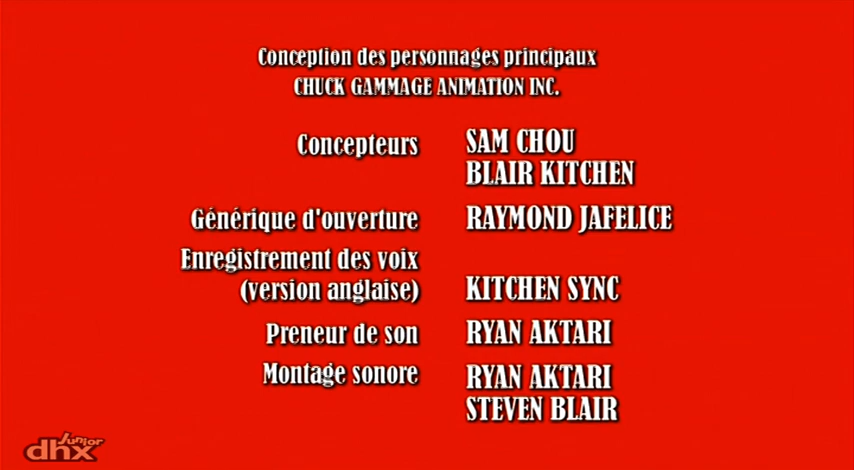 Conception des personnages principaux
CHUCK GAMMAGE ANIMATION INC.
Concepteurs SAM CHOU
BLAIR KITCHEN
Générique d'ouverture RAYMOND JAFELICE
Enregistrement des voix
(version anglaise) KITCHEN SYNC
Preneur de son RYAN AKTARI
Montage sonore RYAN AKTARI
STEVEN BLAIR
Junior
dhx